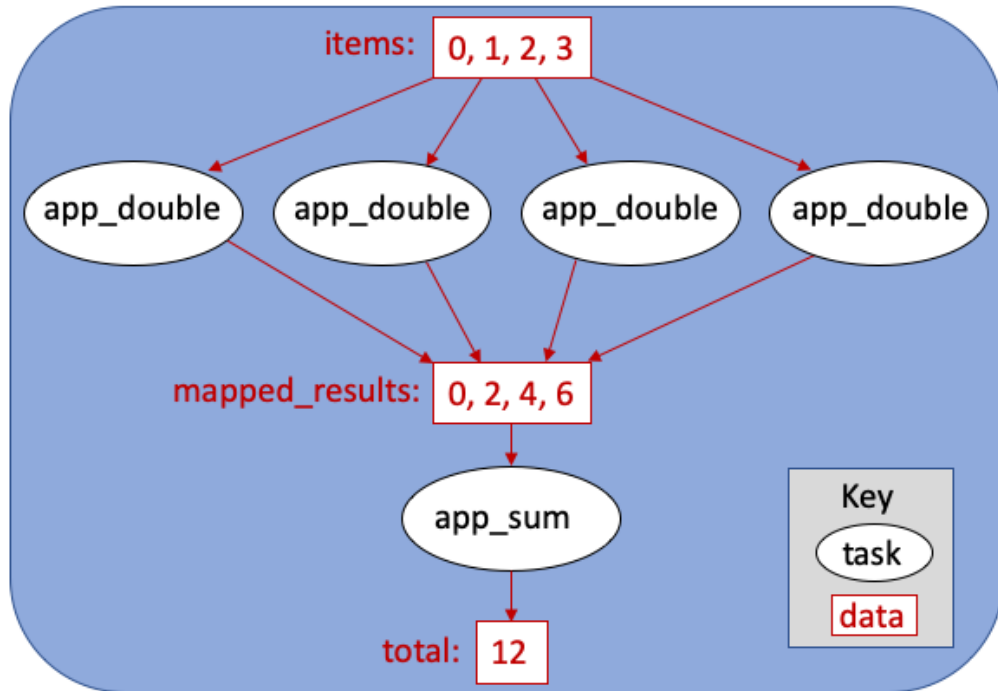 items: 0, 1, 2, 3
app_double app_double app_double app_double
mapped_results: 0, 2, 4, 6
app_sum
total: 12
Key
task
data